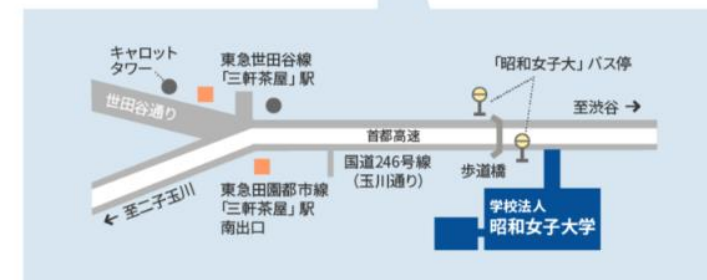 キャロット
タワー
東急世田谷線
「三軒茶屋」駅
「昭和女子大」バス停
世田谷通り
至渋谷 →
首都高速
国道246号線
(玉川通り)
歩道橋
← 至二子玉川
東急田園都市線
「三軒茶屋」駅
南出口
学校法人
昭和女子大学